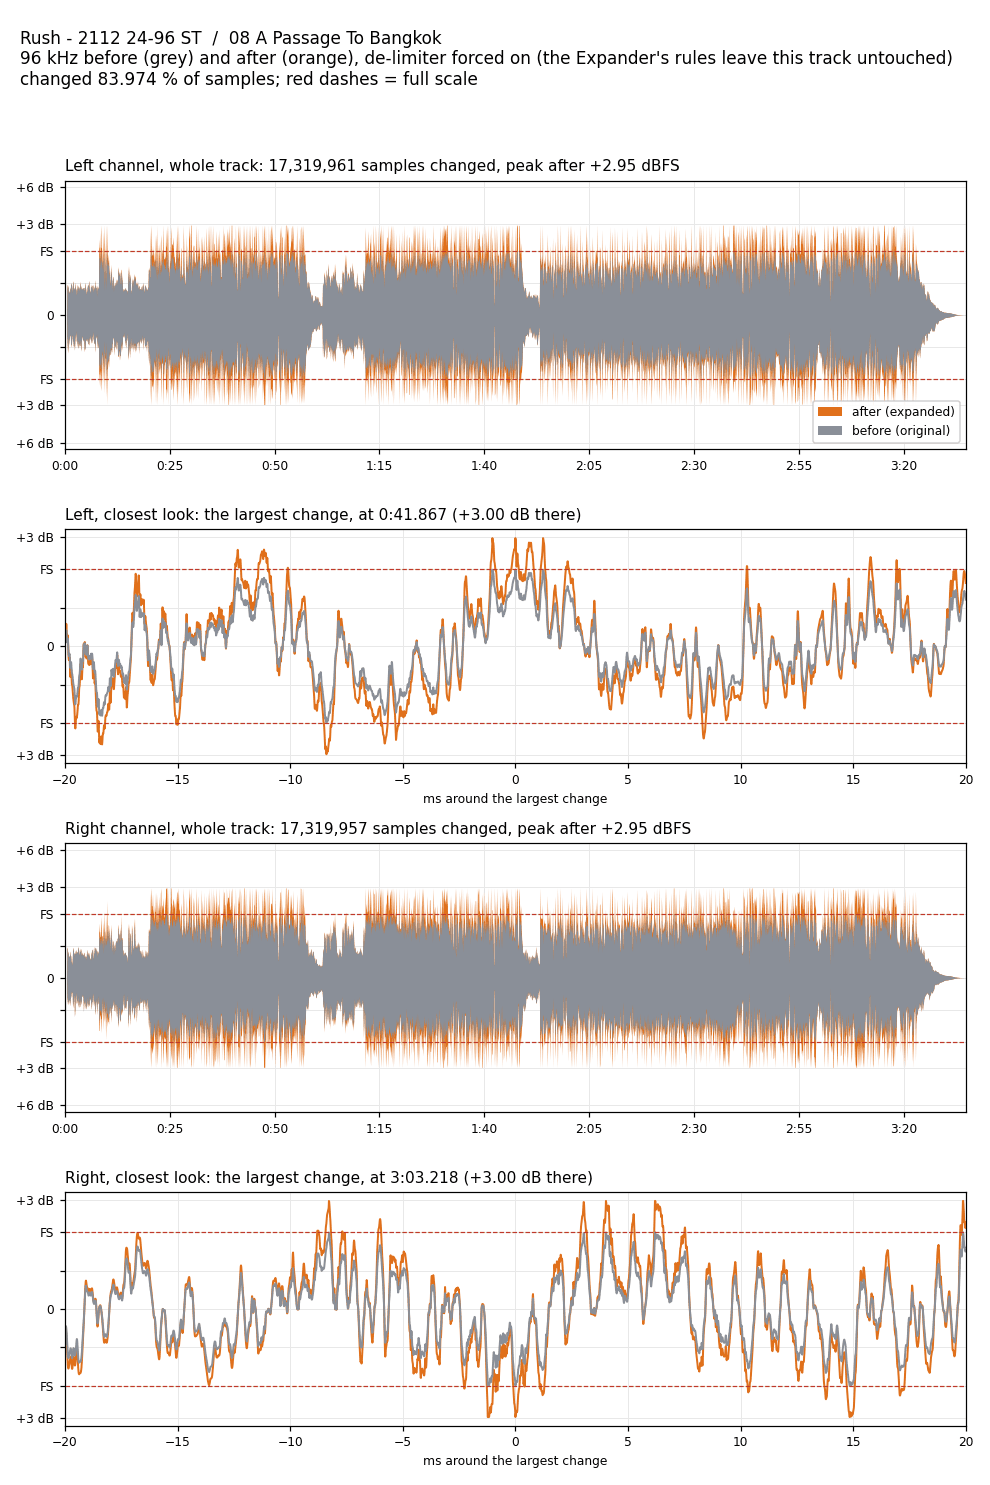 Rush - 2112 24-96 ST / 08 A Passage To Bangkok
96 kHz before (grey) and after (orange), de-limiter forced on (the Expander's rules leave this track untouched)
changed 83.974 % of samples; red dashes = full scale
Left channel, whole track: 17,319,961 samples changed, peak after +2.95 dBFS
+6 dB
+3 dB
FS
0
FS
+3 dB
+6 dB
after (expanded)
before (original)
0:00 0:25 0:50 1:15 1:40 2:05 2:30 2:55 3:20
Left, closest look: the largest change, at 0:41.867 (+3.00 dB there)
+3 dB
FS
0
FS
+3 dB
−20 −15 −10 −5 0 5 10 15 20
ms around the largest change
Right channel, whole track: 17,319,957 samples changed, peak after +2.95 dBFS
+6 dB
+3 dB
FS
0
FS
+3 dB
+6 dB
0:00 0:25 0:50 1:15 1:40 2:05 2:30 2:55 3:20
Right, closest look: the largest change, at 3:03.218 (+3.00 dB there)
+3 dB
FS
0
FS
+3 dB
−20 −15 −10 −5 0 5 10 15 20
ms around the largest change